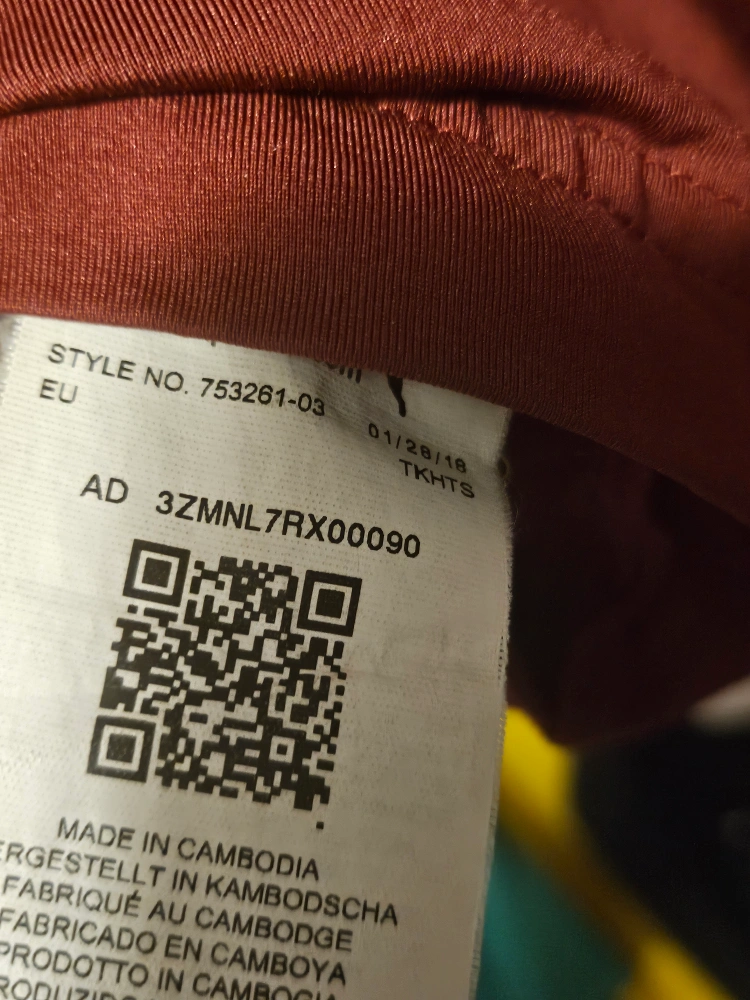 STYLE NO. 753261-03
EU
01/28/18
TKHTS
AD 3ZMNL7RX00090
MADE IN CAMBODIA
ERGESTELLT IN KAMBODSCHA
FABRIQUÉ AU CAMBODGE
FABRICADO EN CAMBOYA
PRODOTTO IN CAMBOGIA